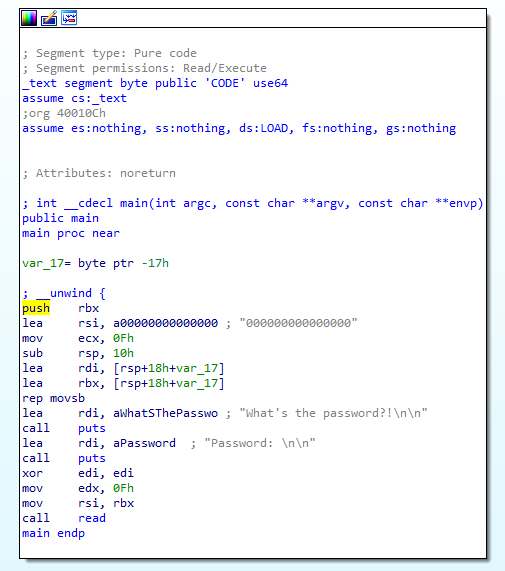 ; Segment type: Pure code
; Segment permissions: Read/Execute
_text segment byte public 'CODE' use64
assume cs:_text
;org 40010Ch
assume es:nothing, ss:nothing, ds:LOAD, fs:nothing, gs:nothing
; Attributes: noreturn
; int __cdecl main(int argc, const char **argv, const char **envp)
public main
main proc near
var_17= byte ptr -17h
; __unwind {
push rbx
lea rsi, a00000000000000 ; "000000000000000"
mov ecx, 0Fh
sub rsp, 10h
lea rdi, [rsp+18h+var_17]
lea rbx, [rsp+18h+var_17]
rep movsb
lea rdi, aWhatSThePasswo ; "What's the password?!\n\n"
call puts
lea rdi, aPassword ; "Password: \n\n"
call puts
xor edi, edi
mov edx, 0Fh
mov rsi, rbx
call read
main endp